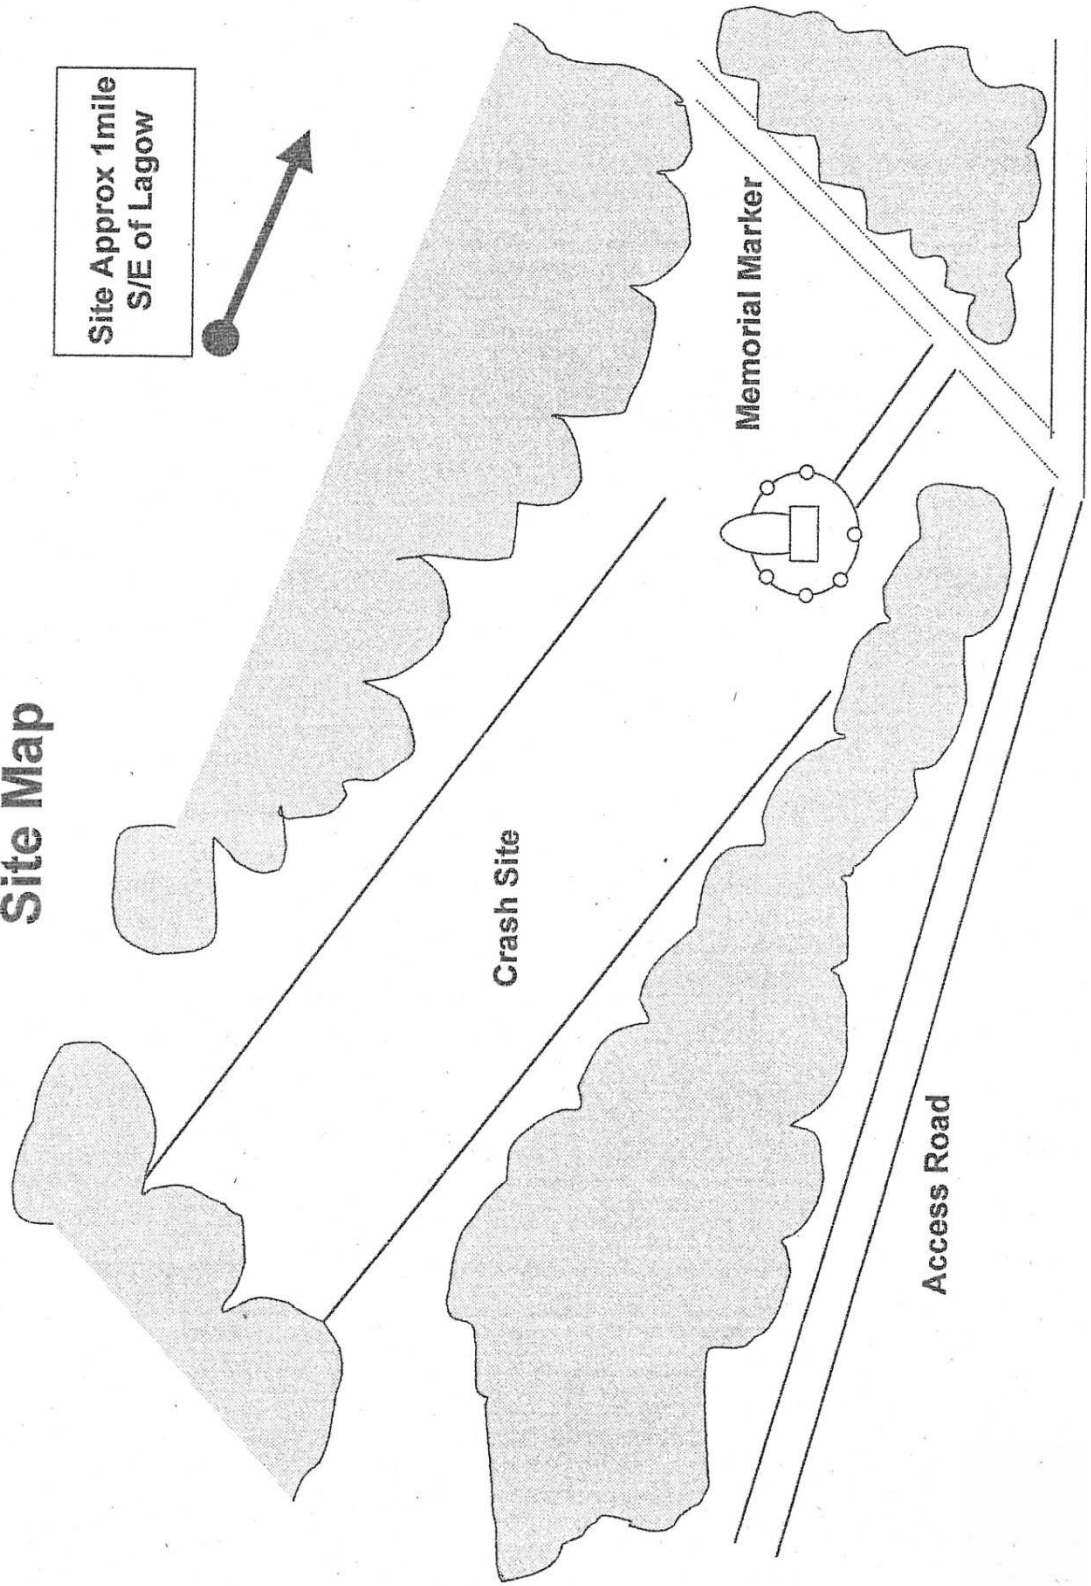 Site Map
Site Approx 1mile
S/E of Lagow
Memorial Marker
Crash Site
Access Road